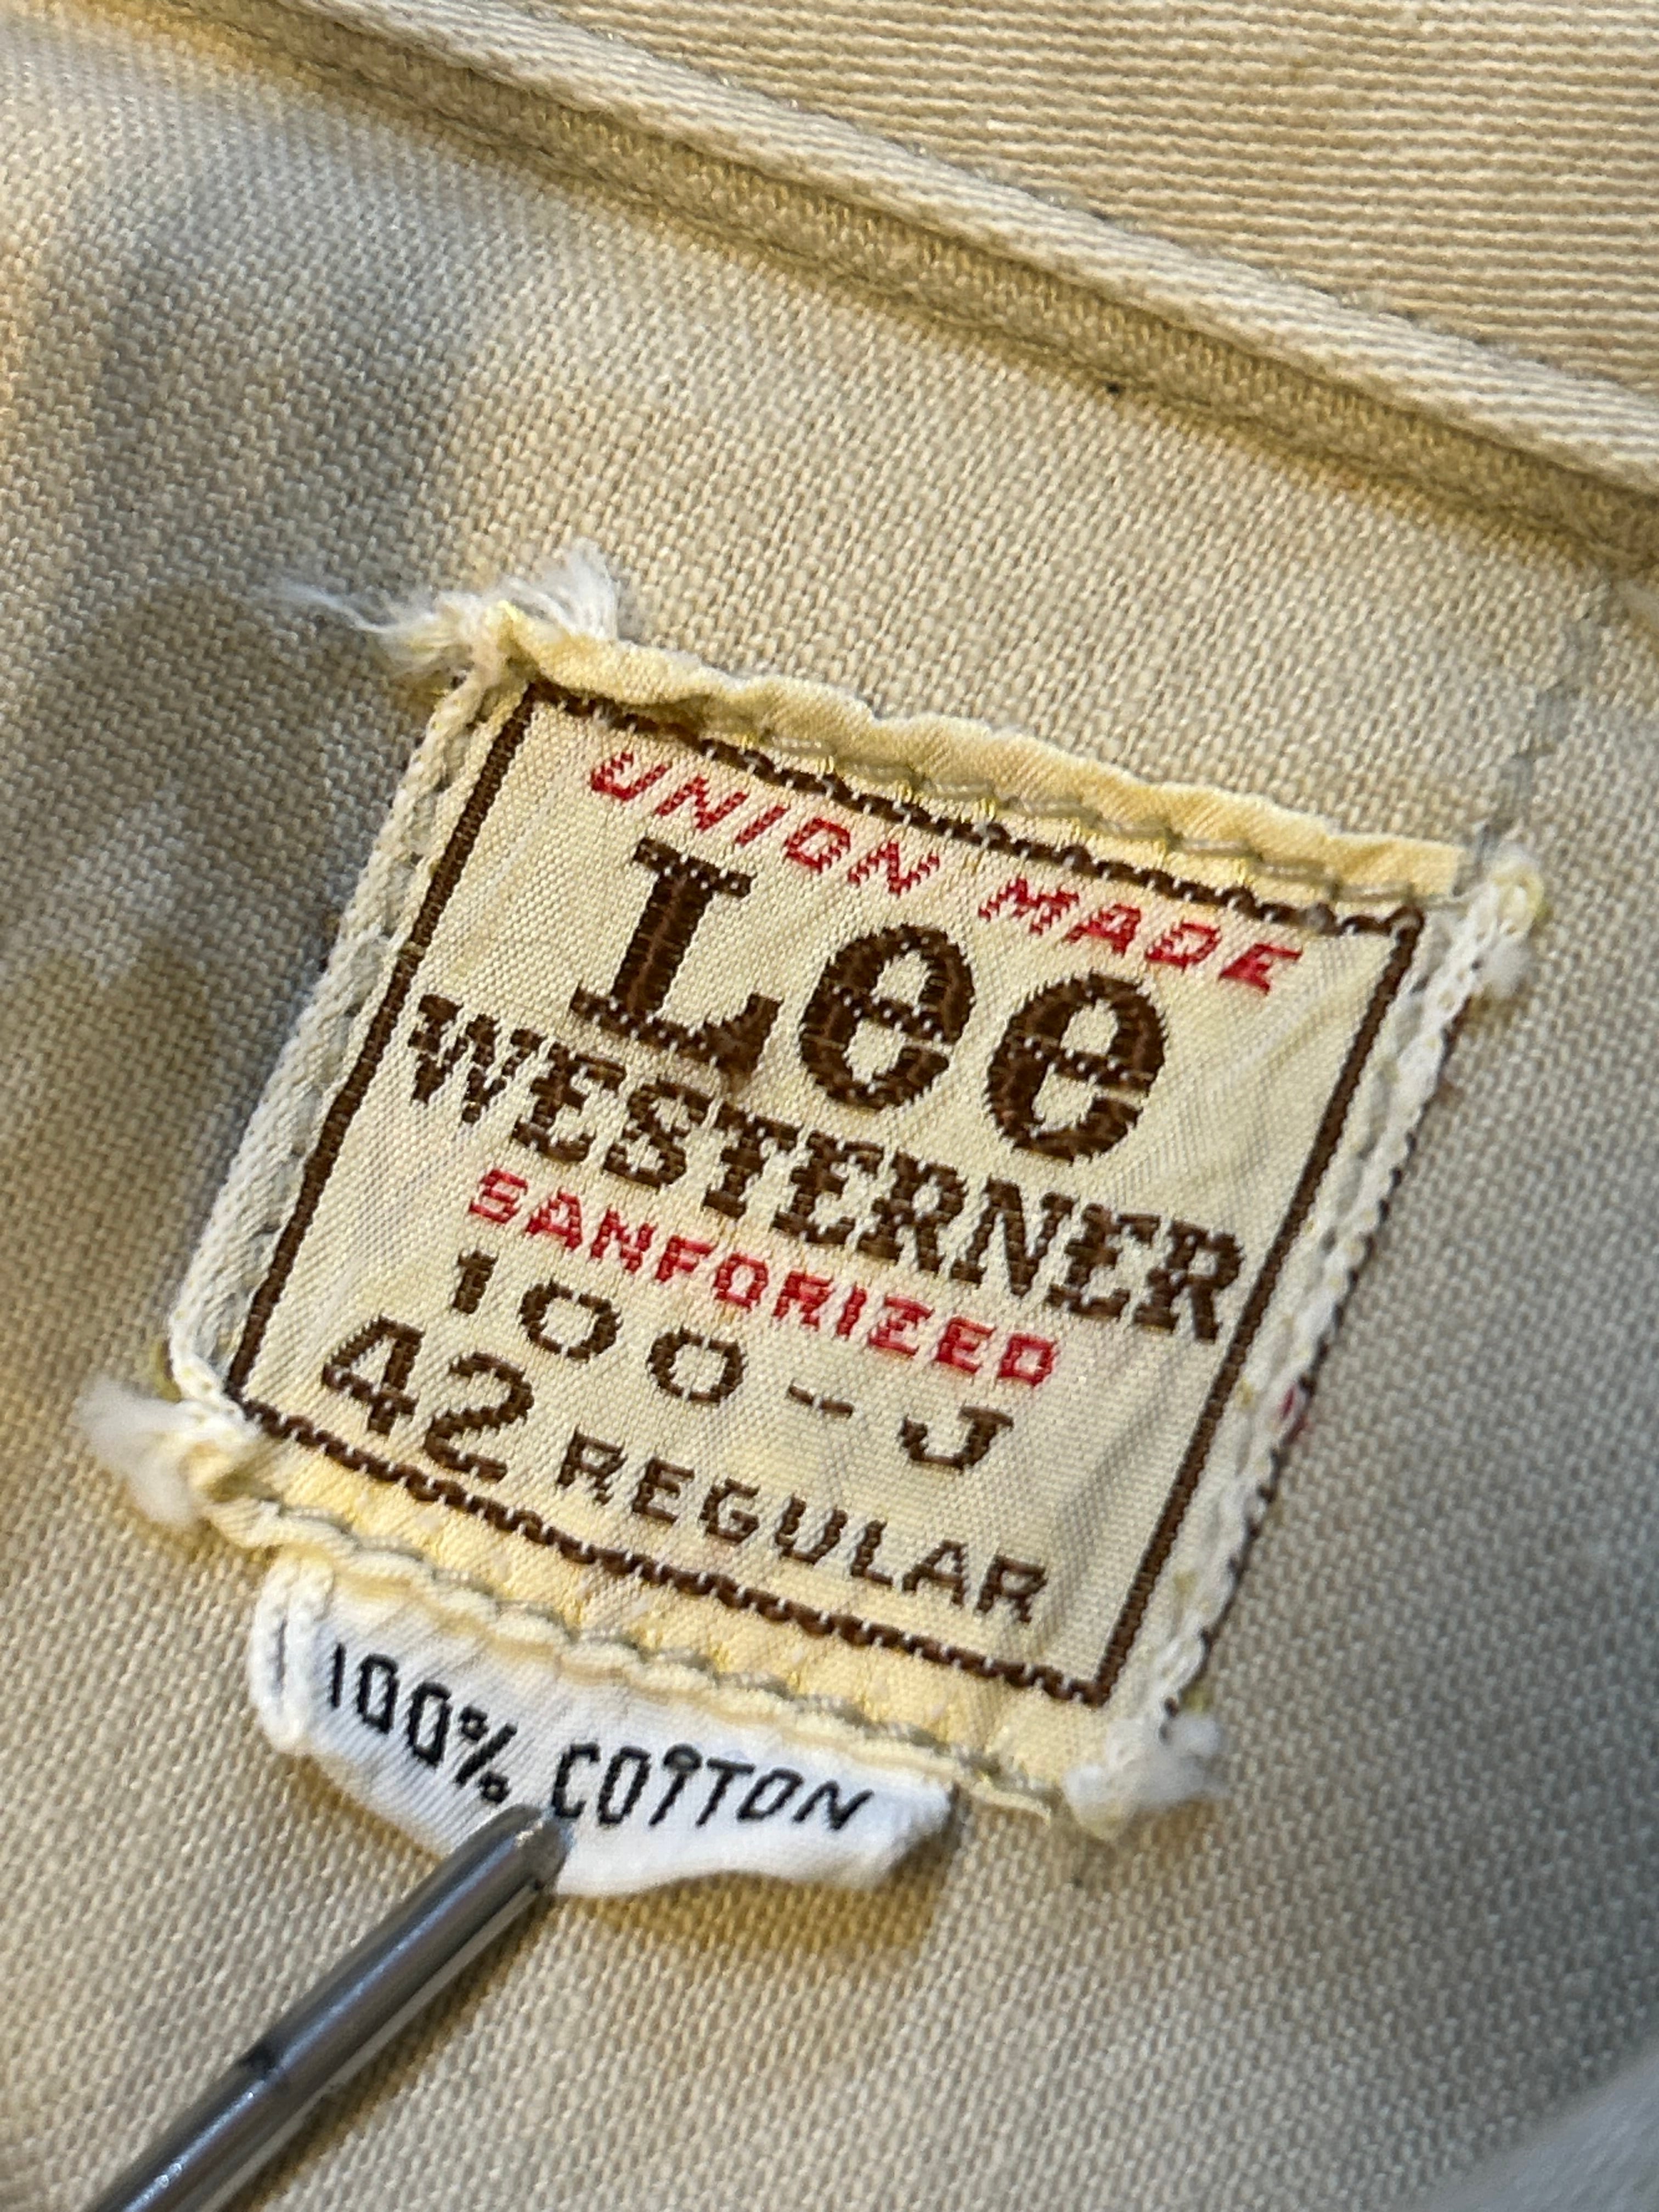 UNION MADE
Lee
WESTERNER
SANFORIZED
100-J
42 REGULAR
100% COTTON